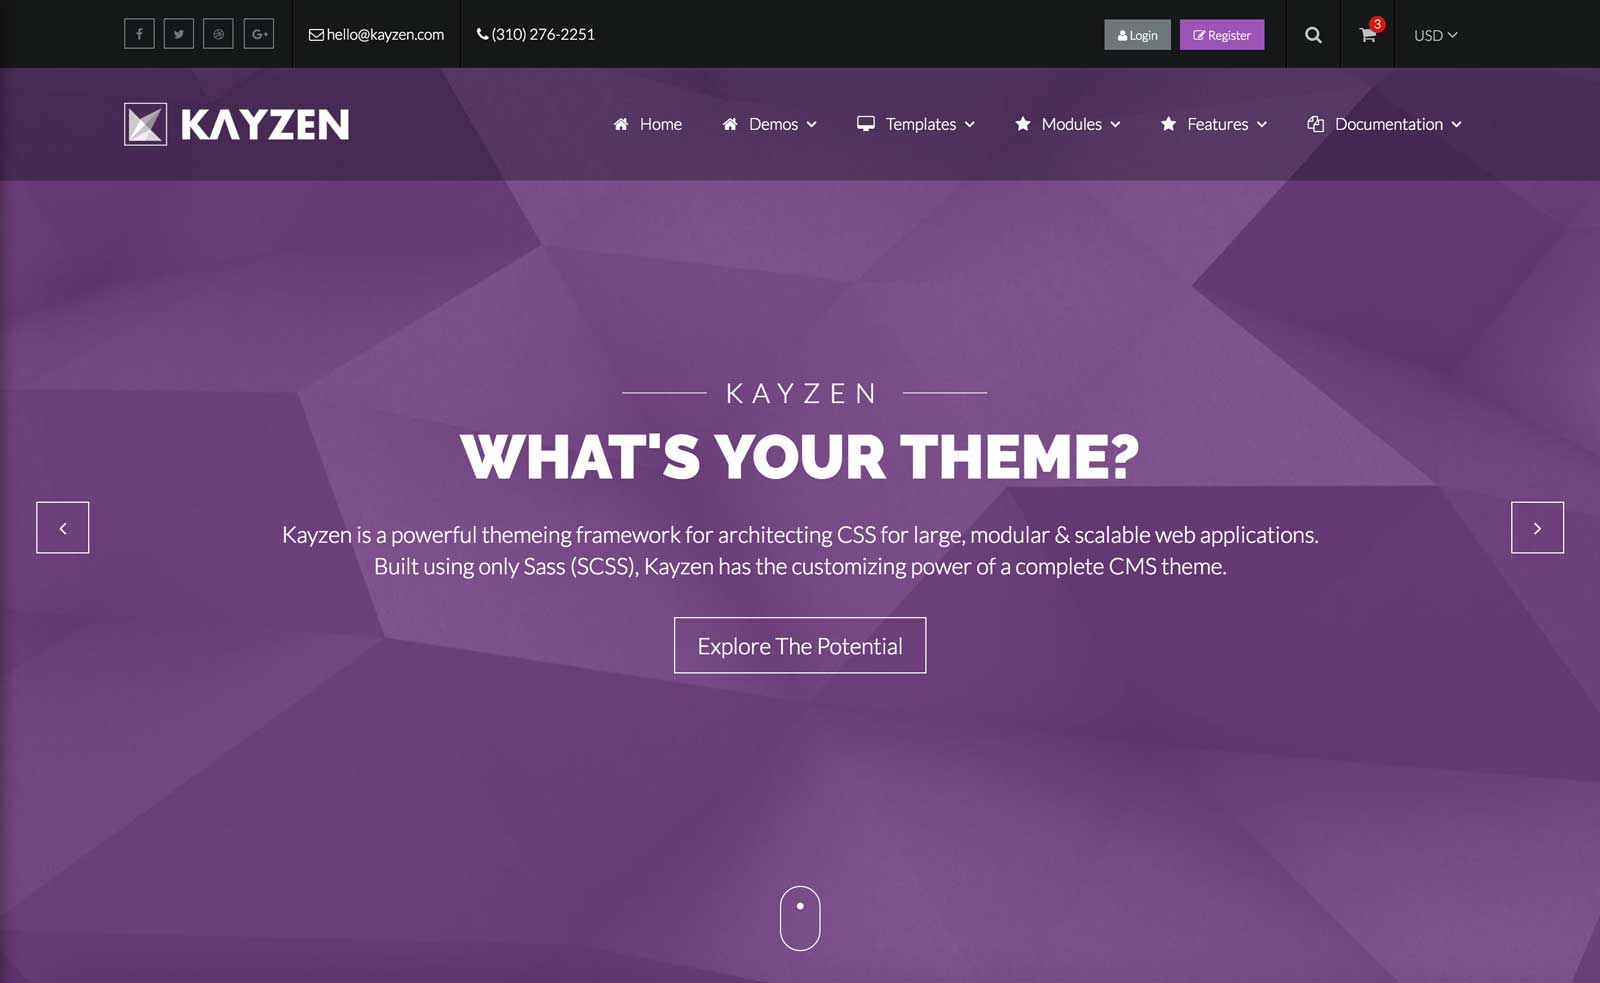 hello@kayzen.com
(310) 276-2251
Login
Register
3
USD
KAYZEN
Home
Demos
Templates
Modules
Features
Documentation
KAYZEN
WHAT'S YOUR THEME?
Kayzen is a powerful themeing framework for architecting CSS for large, modular & scalable web applications.
Built using only Sass (SCSS), Kayzen has the customizing power of a complete CMS theme.
Explore The Potential